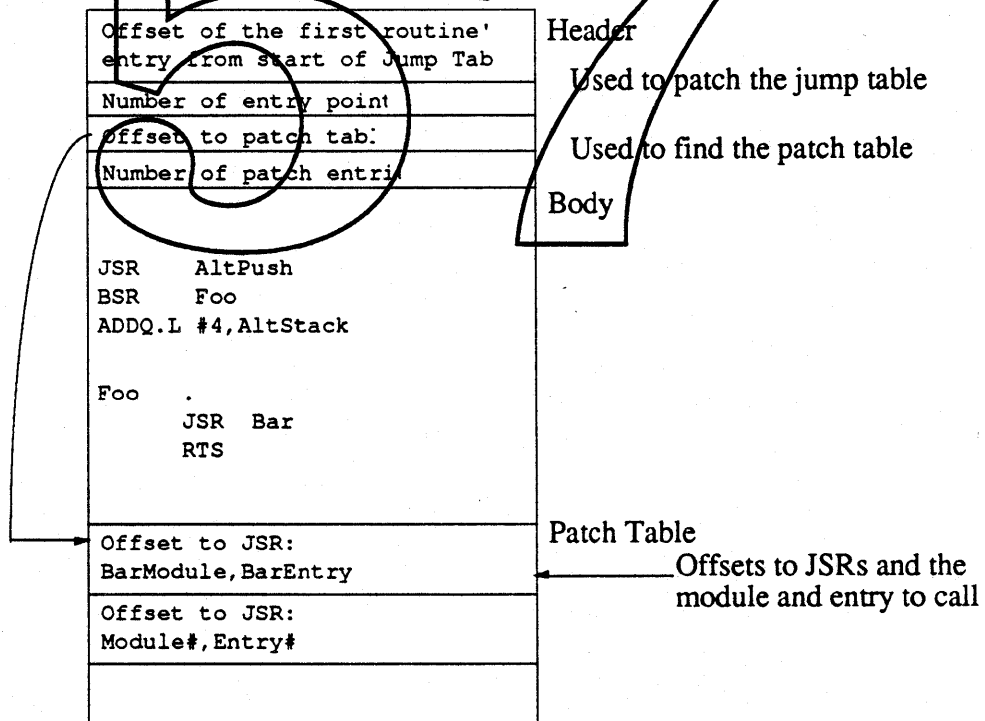 Offset of the first routine'
entry from start of Jump Tab
Number of entry point
Offset to patch tab
Number of patch entri
Header
Used to patch the jump table
Used to find the patch table
Body
JSR AltPush
BSR Foo
ADDQ.L #4,AltStack
Foo .
JSR Bar
RTS
Patch Table
Offset to JSR:
BarModule,BarEntry
Offsets to JSRs and the
module and entry to call
Offset to JSR:
Module#,Entry#